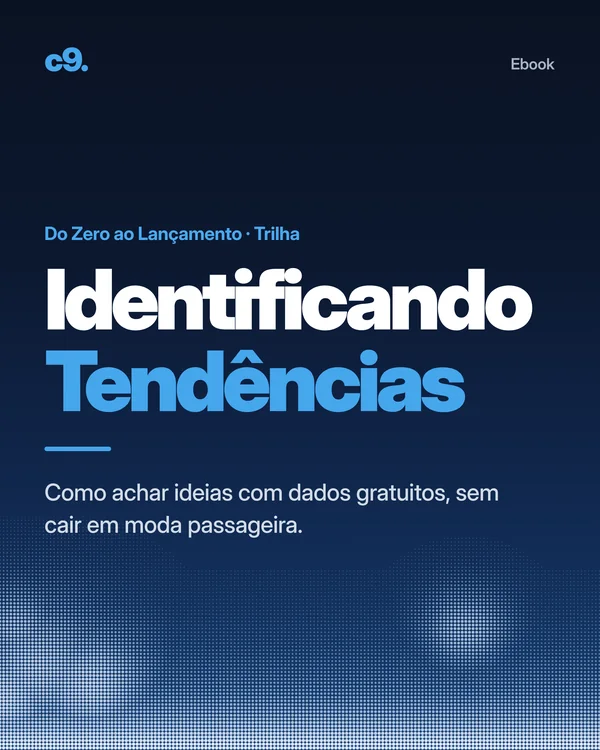 c9.
Ebook
Do Zero ao Lançamento · Trilha
Identificando
Tendências
Como achar ideias com dados gratuitos, sem
cair em moda passageira.